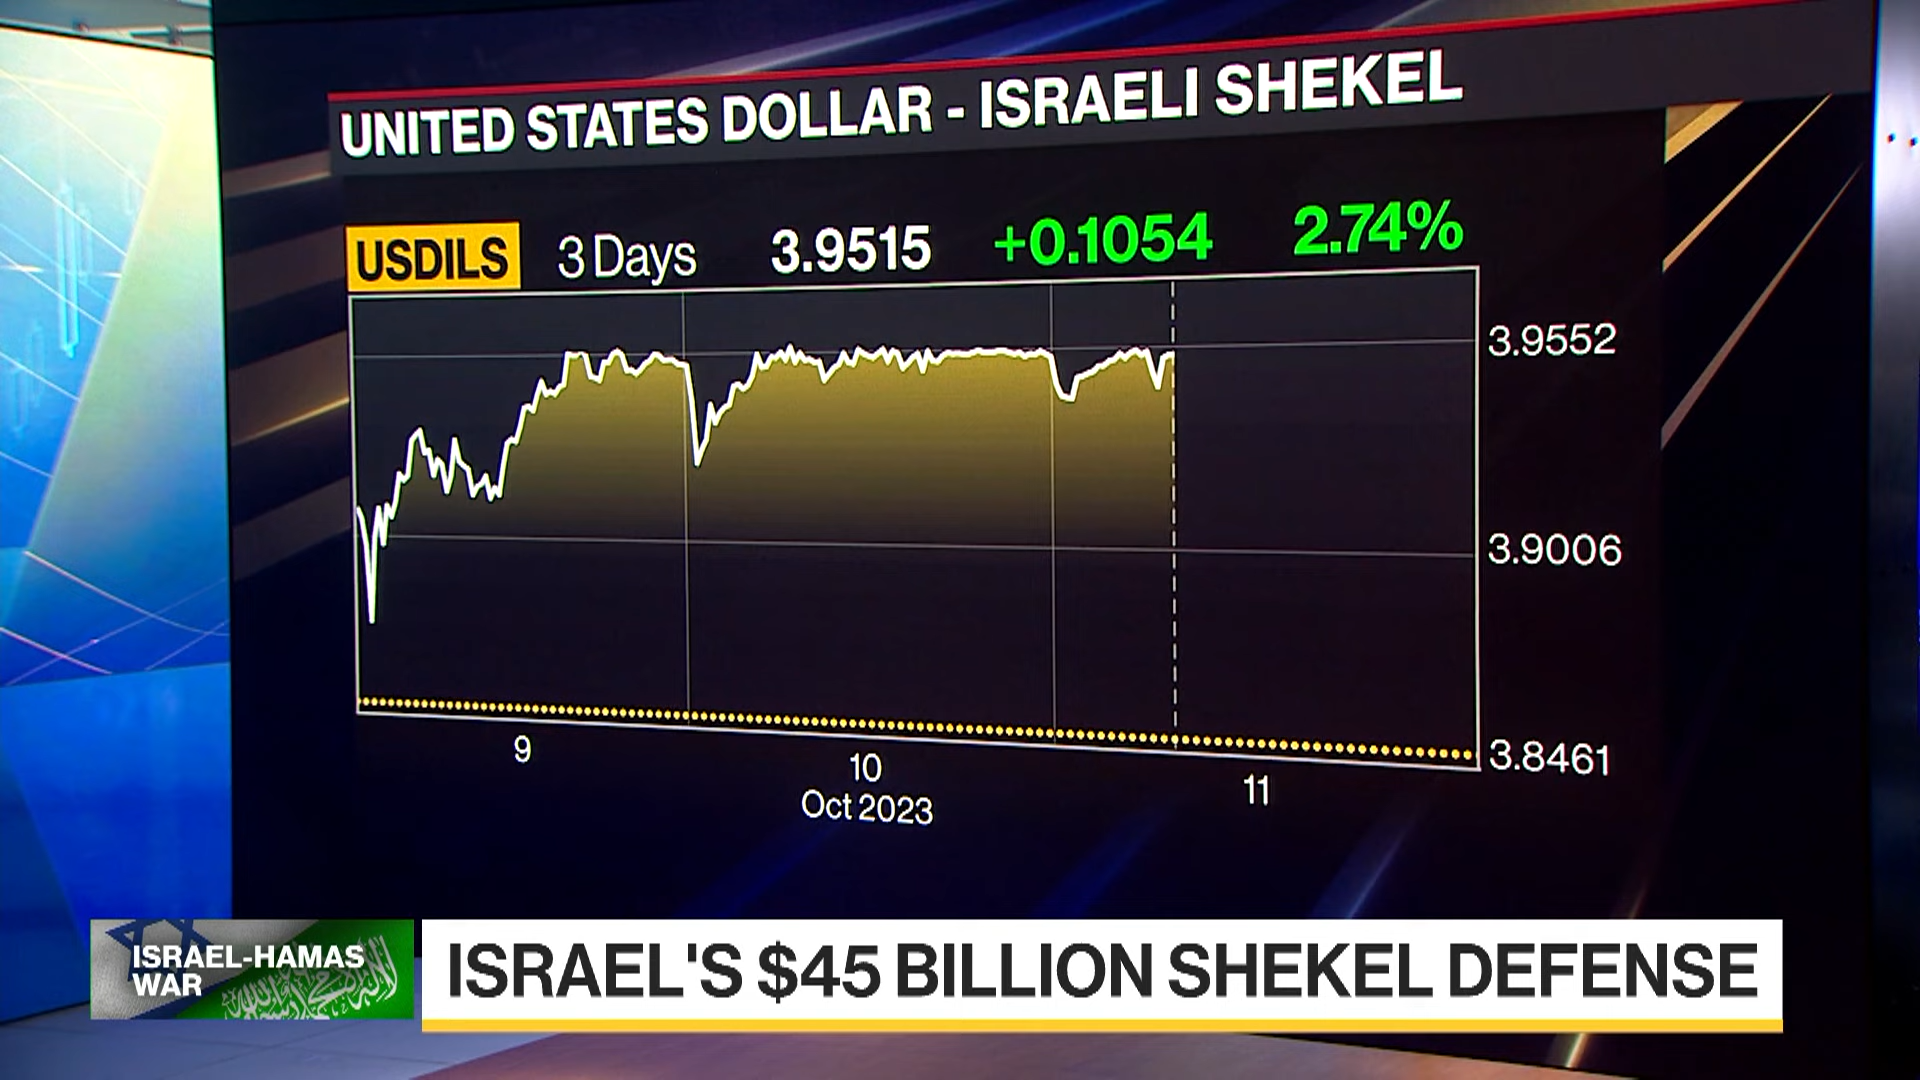 UNITED STATES DOLLAR - ISRAELI SHEKEL
USDILS 3 Days 3.9515 +0.1054 2.74%
3.9552
3.9006
3.8461
9 10 11
Oct 2023
ISRAEL-HAMAS
WAR
ISRAEL'S $45 BILLION SHEKEL DEFENSE